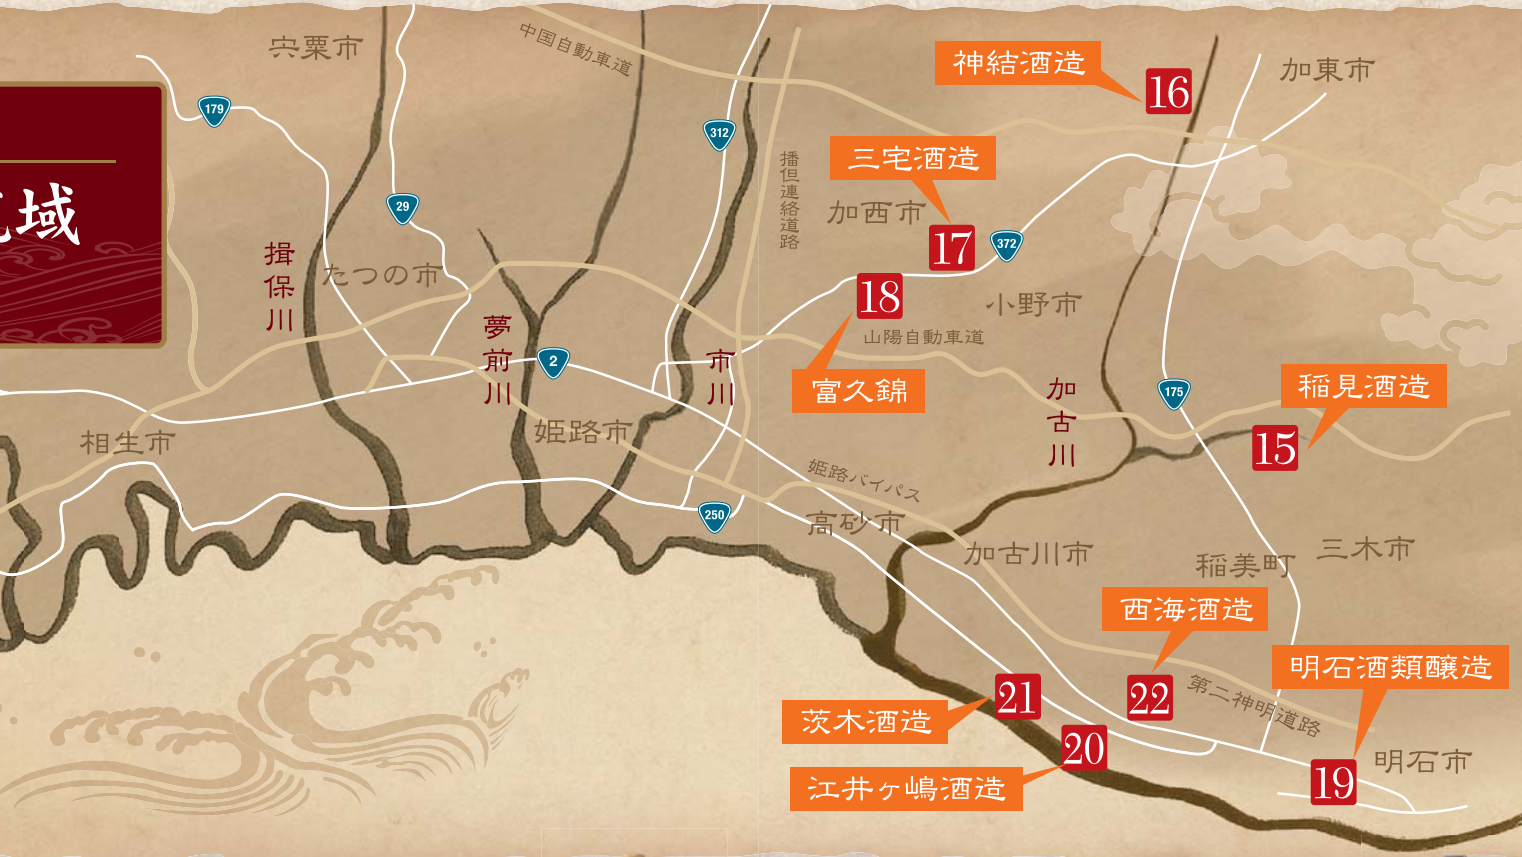 宍粟市
中国自動車道
神結酒造
16
加東市
179
312
三宅酒造
播但連絡道路
域
29
加西市
17
372
揖保川
たつの市
18
小野市
夢前川
山陽自動車道
2
市川
富久錦
加古川
175
稲見酒造
15
相生市
姫路市
姫路バイパス
250
高砂市
加古川市
稲美町
三木市
西海酒造
明石酒類醸造
21
22
第二神明道路
茨木酒造
20
江井ヶ嶋酒造
19
明石市